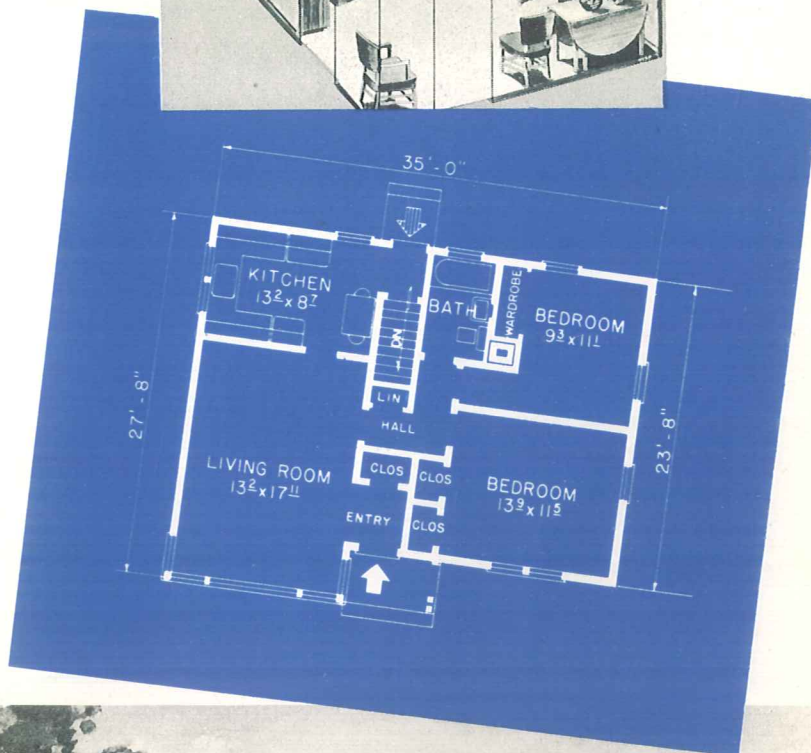 35'-0"
KITCHEN
13² x 8⁷
BATH
WARDROBE
BEDROOM
9³ x 11¹
DN
LIN
HALL
27'-8"
23'-8"
LIVING ROOM
13² x 17¹¹
CLOS
CLOS
BEDROOM
13⁹ x 11⁵
ENTRY
CLOS